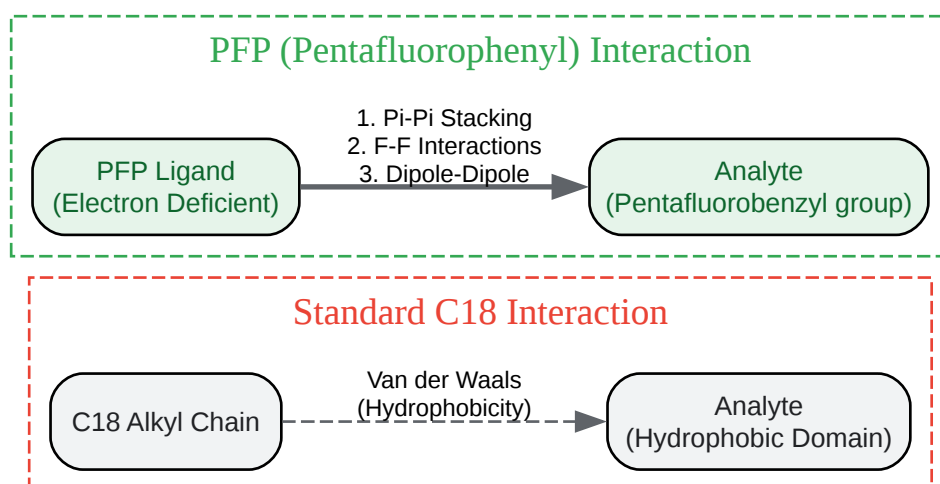 PFP (Pentafluorophenyl) Interaction
1. Pi-Pi Stacking
2. F-F Interactions
3. Dipole-Dipole
PFP Ligand
(Electron Deficient)
Analyte
(Pentafluorobenzyl group)
Standard C18 Interaction
Van der Waals
(Hydrophobicity)
C18 Alkyl Chain
Analyte
(Hydrophobic Domain)